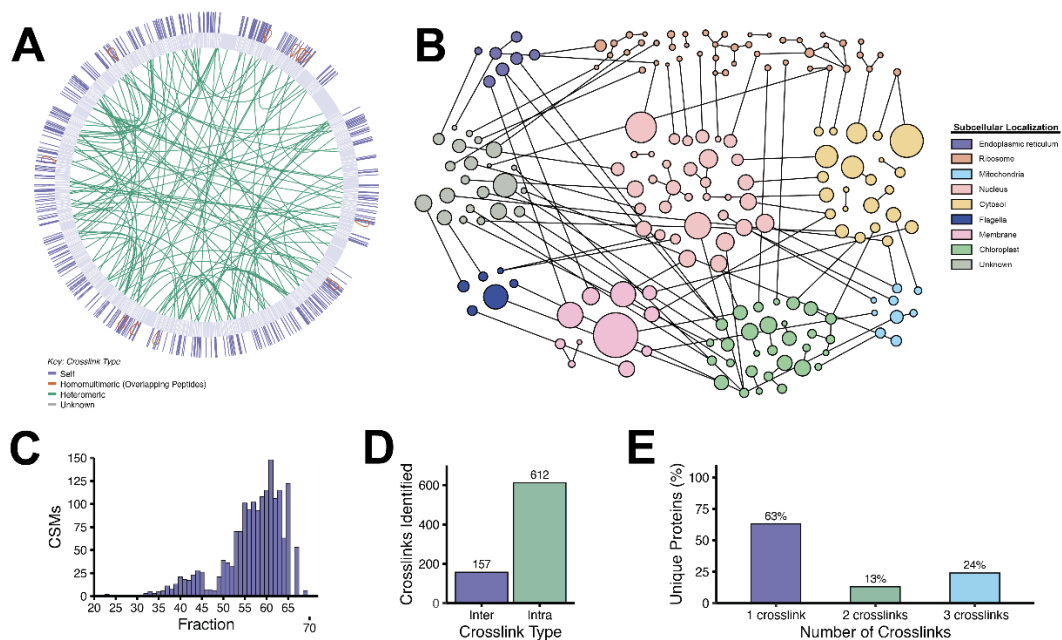 A
Key: Crosslink Type
Self
Homomultimeric (Overlapping Peptides)
Heteromeric
Unknown
B
Subcellular Localization
Endoplasmic reticulum
Ribosome
Mitochondria
Nucleus
Cytosol
Flagella
Membrane
Chloroplast
Unknown
C
CSMs
150
125
100
75
50
25
0
20 25 30 35 40 45 50 55 60 65 70
Fraction
D
Crosslinks Identified
600
400
200
0
157
612
Inter Intra
Crosslink Type
E
Unique Proteins (%)
100
75
50
25
0
63%
13%
24%
1 crosslink 2 crosslinks 3 crosslinks
Number of Crosslinks